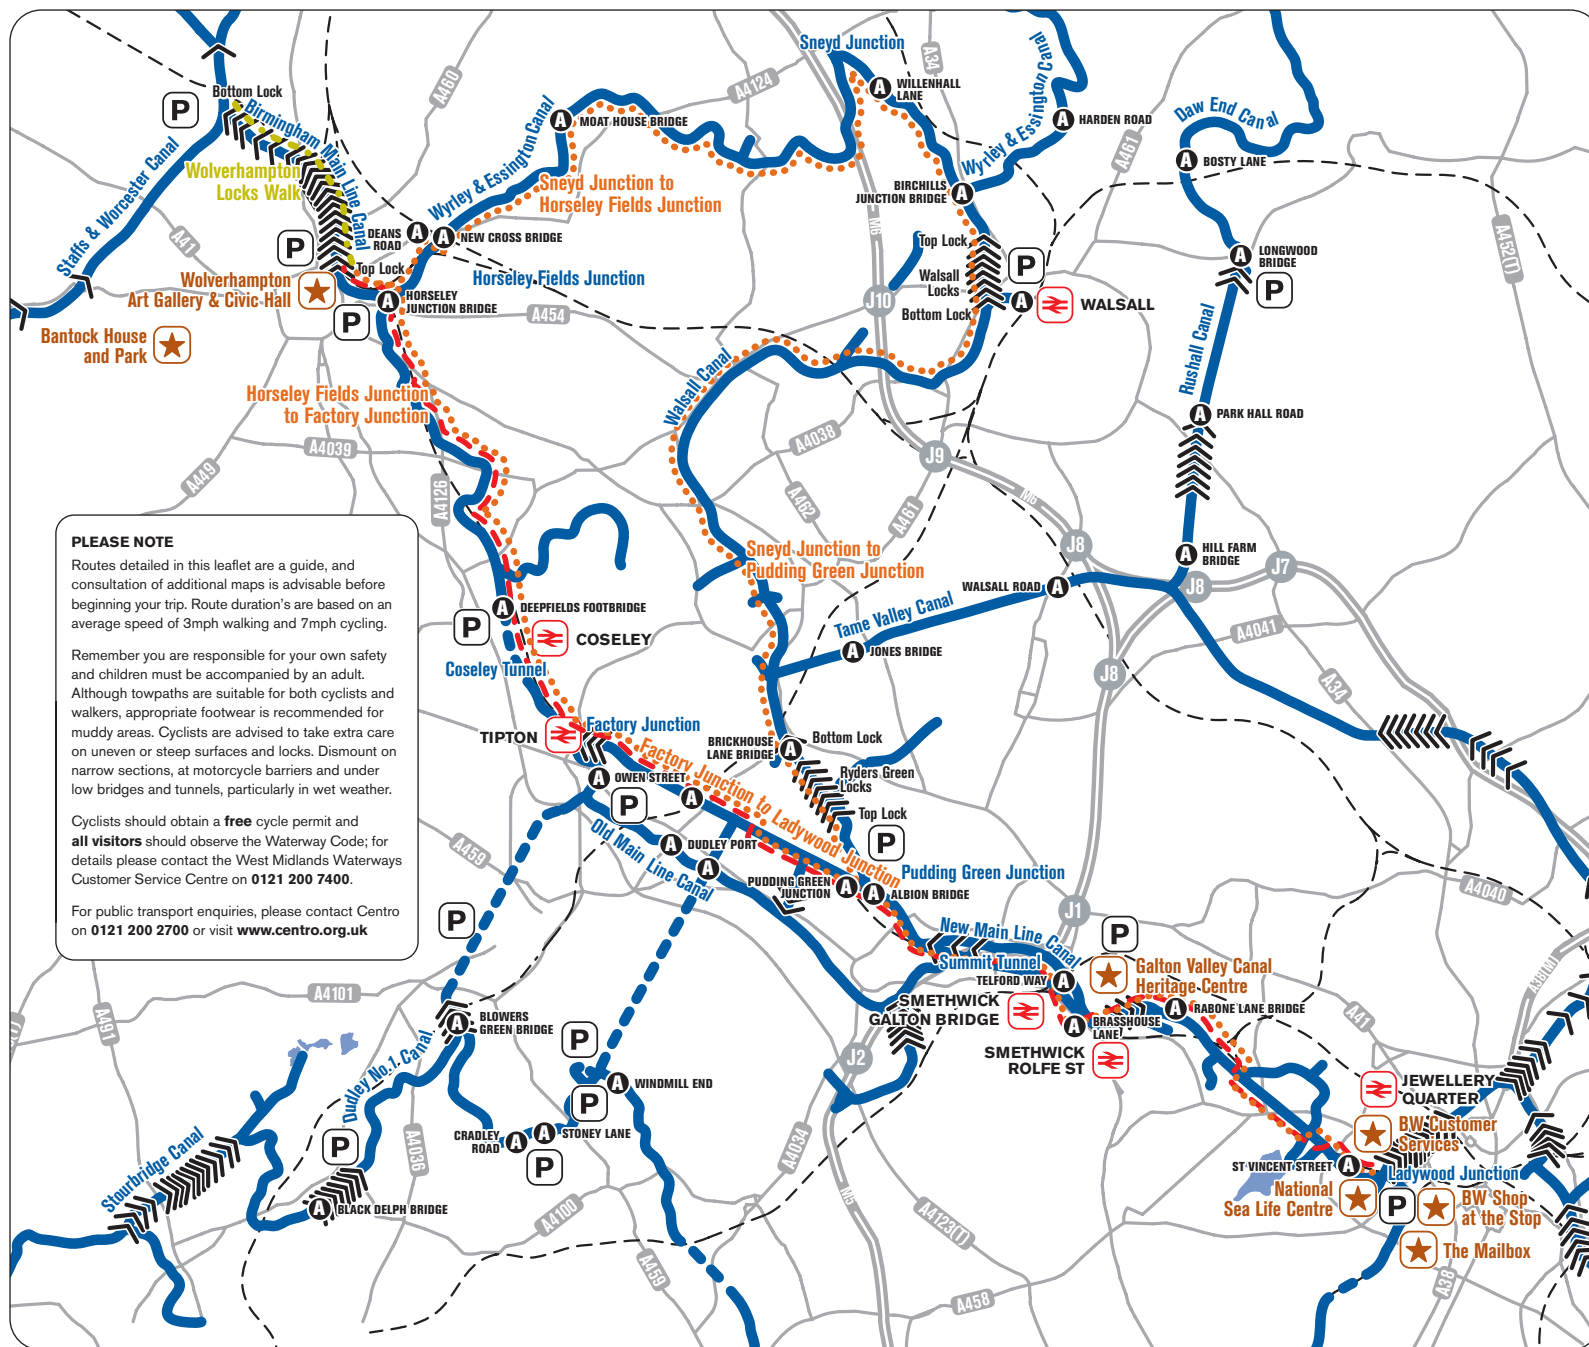 Sneyd Junction
A34
A460
A4124
Bottom Lock
P
WILLENHALL
LANE
Wyrley & Essington Canal
HARDEN ROAD
Daw End Canal
Birmingham Main Line Canal
Wyrley & Essington Canal
MOAT HOUSE BRIDGE
A461
BOSTY LANE
Staffs & Worcester Canal
Wolverhampton
Locks Walk
Sneyd Junction to
Horseley Fields Junction
BIRCHILLS
JUNCTION BRIDGE
M6
A41
P
DEANS
ROAD
NEW CROSS BRIDGE
Top Lock
A452(T)
LONGWOOD
BRIDGE
P
Top Lock
Horseley Fields Junction
Walsall
Locks
P
Wolverhampton
Art Gallery & Civic Hall
HORSELEY
JUNCTION BRIDGE
J10
WALSALL
Bottom Lock
A454
P
Bantock House
and Park
Rushall Canal
Walsall Canal
Horseley Fields Junction
to Factory Junction
PARK HALL ROAD
A4039
A4038
J9
A449
A4126
A462
A461
M6
PLEASE NOTE
Routes detailed in this leaflet are a guide, and
consultation of additional maps is advisable before
beginning your trip. Route duration's are based on an
average speed of 3mph walking and 7mph cycling.
Remember you are responsible for your own safety
and children must be accompanied by an adult.
Although towpaths are suitable for both cyclists and
walkers, appropriate footwear is recommended for
muddy areas. Cyclists are advised to take extra care
on uneven or steep surfaces and locks. Dismount on
narrow sections, at motorcycle barriers and under
low bridges and tunnels, particularly in wet weather.
Cyclists should obtain a free cycle permit and
all visitors should observe the Waterway Code; for
details please contact the West Midlands Waterways
Customer Service Centre on 0121 200 7400.
For public transport enquiries, please contact Centro
on 0121 200 2700 or visit www.centro.org.uk
Sneyd Junction to
Pudding Green Junction
J8
HILL FARM
BRIDGE
J7
WALSALL ROAD
J8
DEEPFIELDS FOOTBRIDGE
P
COSELEY
Tame Valley Canal
A4041
JONES BRIDGE
Coseley Tunnel
J8
A34
Factory Junction
TIPTON
BRICKHOUSE
LANE BRIDGE
Bottom Lock
Factory Junction to Ladywood Junction
OWEN STREET
Ryders Green
Locks
P
Top Lock
Old Main Line Canal
DUDLEY PORT
P
A459
Pudding Green Junction
PUDDING GREEN
JUNCTION
ALBION BRIDGE
A4040
P
J1
New Main Line Canal
P
Summit Tunnel
Galton Valley Canal
Heritage Centre
TELFORD WAY
A38(M)
A4101
SMETHWICK
GALTON BRIDGE
RABONE LANE BRIDGE
A491
BLOWERS
GREEN BRIDGE
BRASSHOUSE
LANE
A41
P
SMETHWICK
ROLFE ST
J2
Dudley No.1. Canal
WINDMILL END
JEWELLERY
QUARTER
P
BW Customer
Services
Stourbridge Canal
P
A4036
CRADLEY
ROAD
STONEY LANE
P
A4034
ST VINCENT STREET
Ladywood Junction
M5
National
Sea Life Centre
P
BW Shop
at the Stop
BLACK DELPH BRIDGE
A4100
A4123(T)
The Mailbox
A459
A458
A38